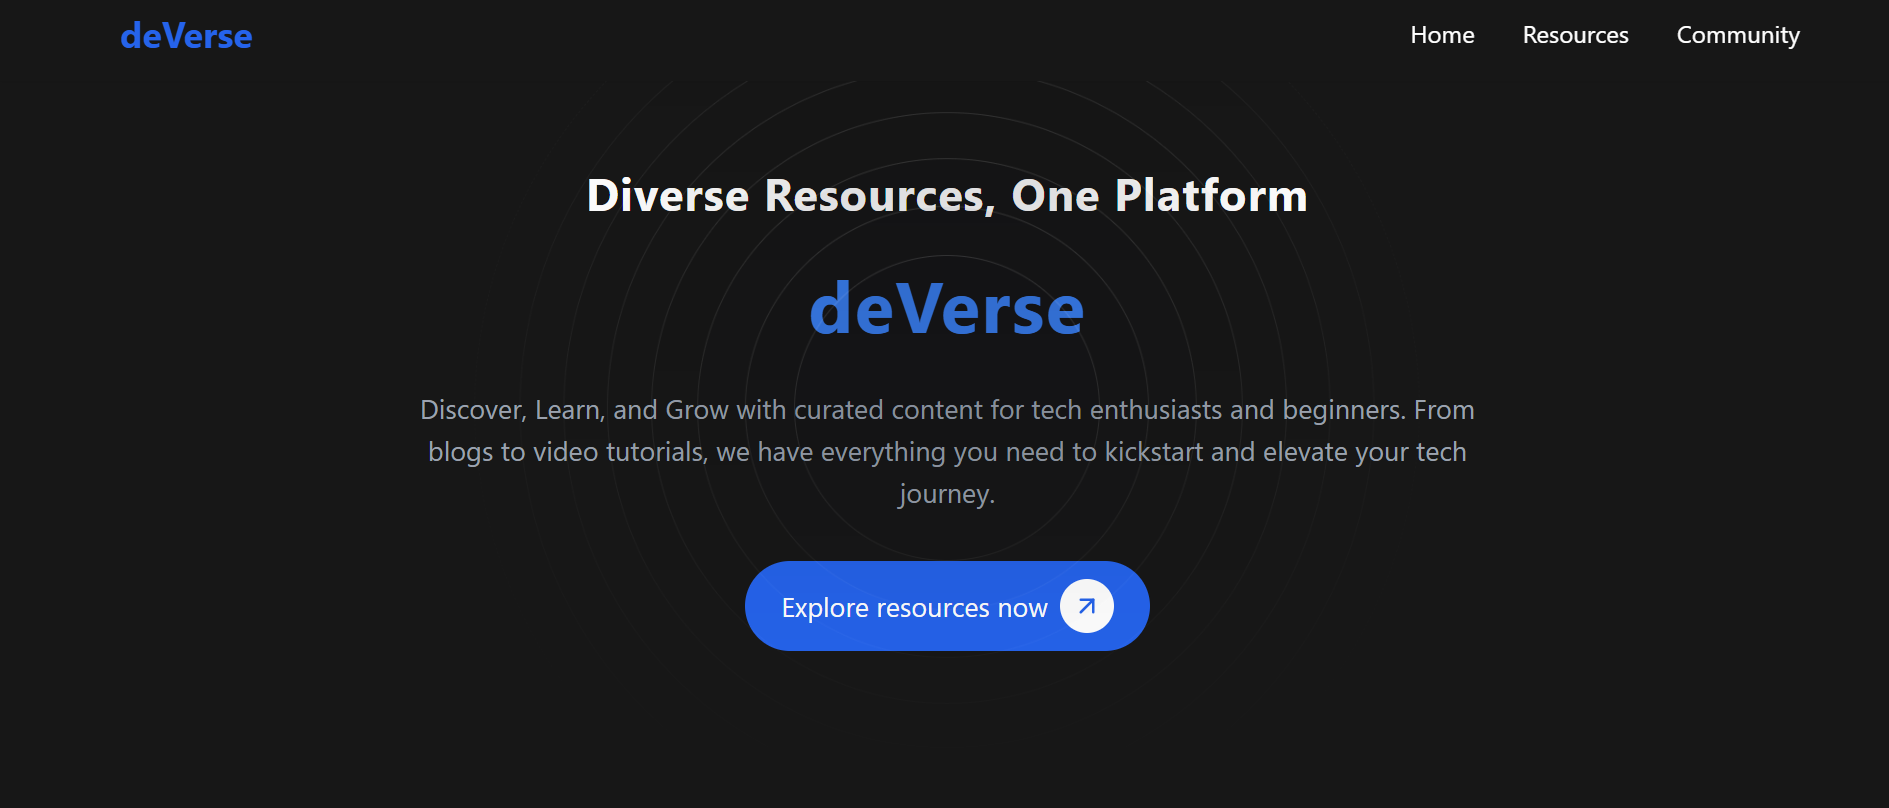 deVerse
Home Resources Community
Diverse Resources, One Platform
deVerse
Discover, Learn, and Grow with curated content for tech enthusiasts and beginners. From
blogs to video tutorials, we have everything you need to kickstart and elevate your tech
journey.
Explore resources now